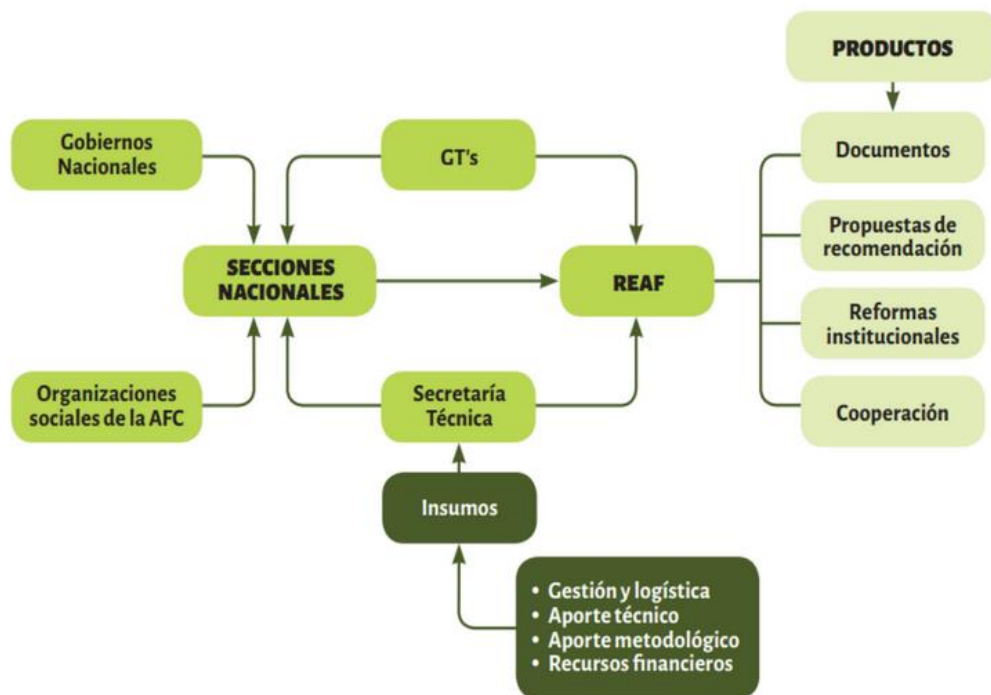 PRODUCTOS
Gobiernos
Nacionales
GT's
Documentos
SECCIONES
NACIONALES
REAF
Propuestas de
recomendación
Reformas
institucionales
Organizaciones
sociales de la AFC
Secretaría
Técnica
Cooperación
Insumos
• Gestión y logística
• Aporte técnico
• Aporte metodológico
• Recursos financieros